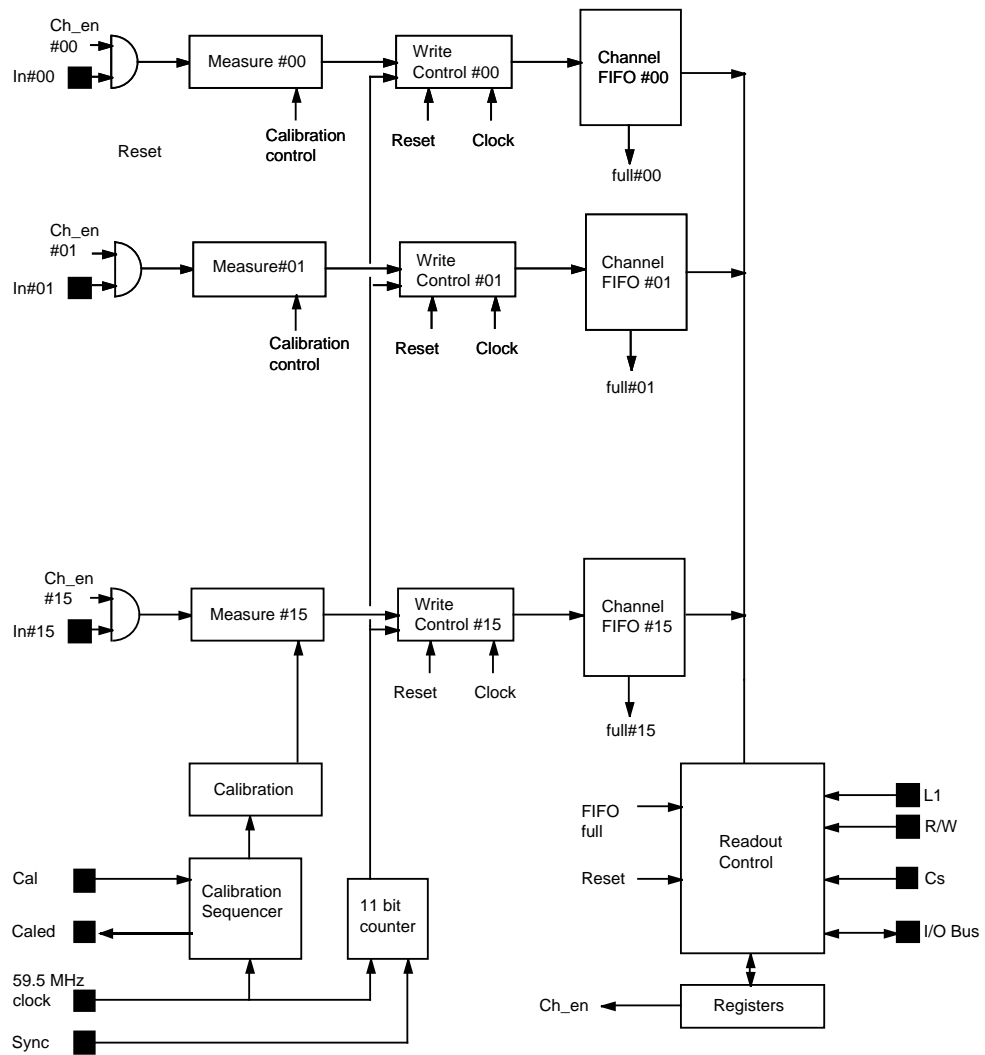 Ch_en
#00
In#00
Measure #00
Write
Control #00
Channel
FIFO #00
Calibration
control
Reset
Clock
Reset
full#00
Ch_en
#01
In#01
Measure#01
Write
Control #01
Channel
FIFO #01
Calibration
control
Reset
Clock
full#01
Ch_en
#15
In#15
Measure #15
Write
Control #15
Channel
FIFO #15
Reset
Clock
full#15
Calibration
FIFO
full
Readout
Control
L1
R/W
Cal
Calibration
Sequencer
11 bit
counter
Reset
Cs
Caled
I/O Bus
59.5 MHz
clock
Ch_en
Registers
Sync